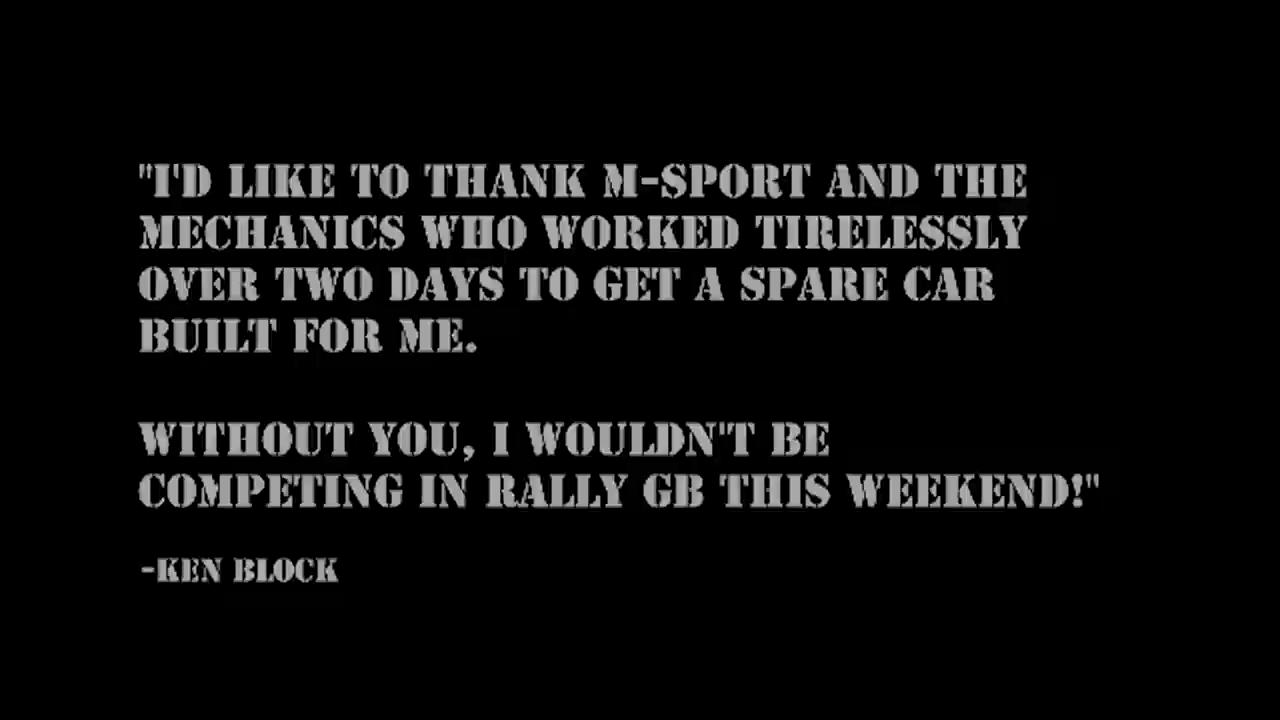 "I'D LIKE TO THANK M-SPORT AND THE
MECHANICS WHO WORKED TIRELESSLY
OVER TWO DAYS TO GET A SPARE CAR
BUILT FOR ME.
WITHOUT YOU, I WOULDN'T BE
COMPETING IN RALLY GB THIS WEEKEND!"
-KEN BLOCK